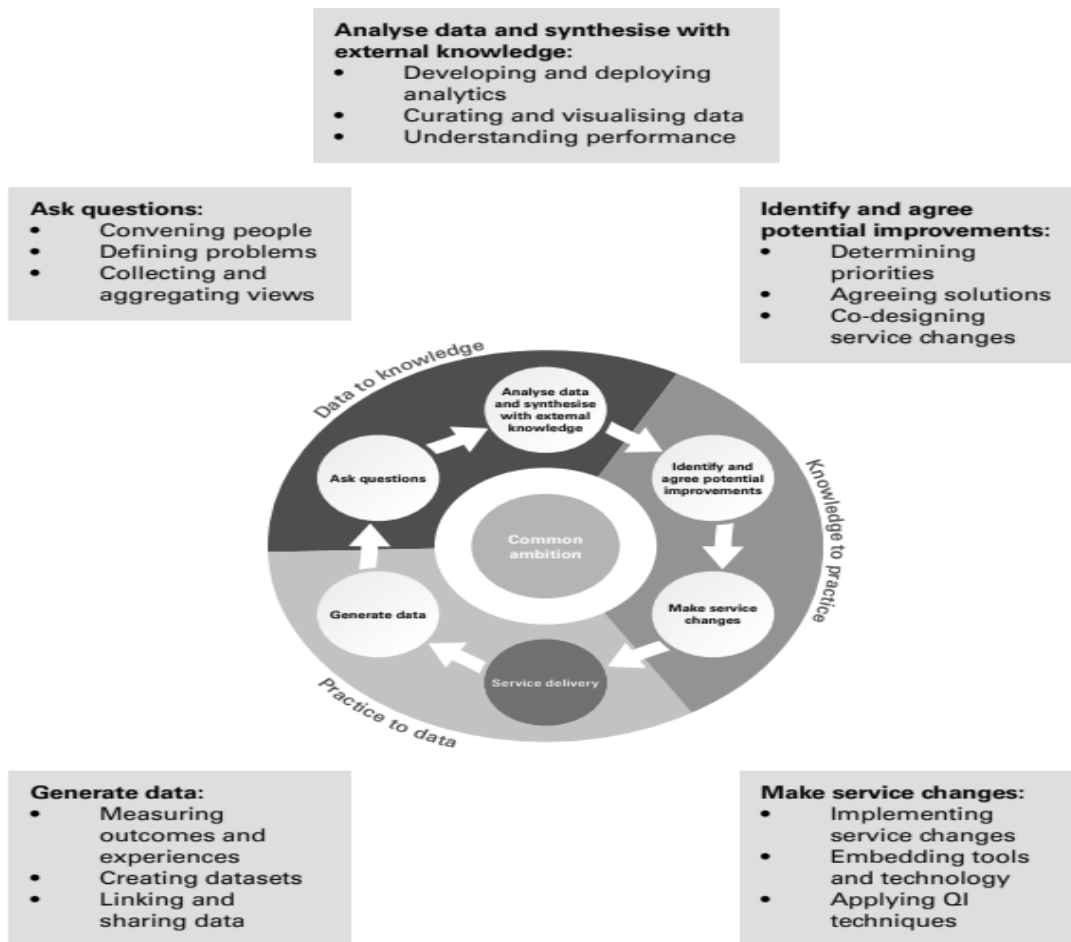 Analyse data and synthesise with
external knowledge:
• Developing and deploying
analytics
• Curating and visualising data
• Understanding performance
Ask questions:
• Convening people
• Defining problems
• Collecting and
aggregating views
Identify and agree
potential improvements:
• Determining
priorities
• Agreeing solutions
• Co-designing
service changes
Data to knowledge
Analyse data
and synthesise
with external
knowledge
Ask questions
Identify and
agree potential
improvements
Knowledge to practice
Common
ambition
Generate data
Make service
changes
Service delivery
Practice to data
Generate data:
• Measuring
outcomes and
experiences
• Creating datasets
• Linking and
sharing data
Make service changes:
• Implementing
service changes
• Embedding tools
and technology
• Applying QI
techniques